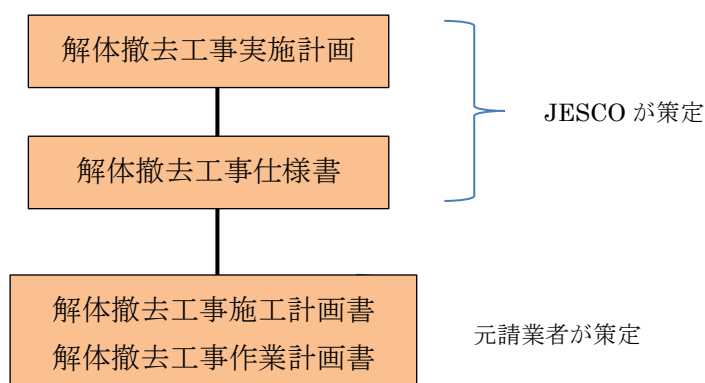 解体撤去工事実施計画
JESCO が策定
解体撤去工事仕様書
解体撤去工事施工計画書
解体撤去工事作業計画書
元請業者が策定